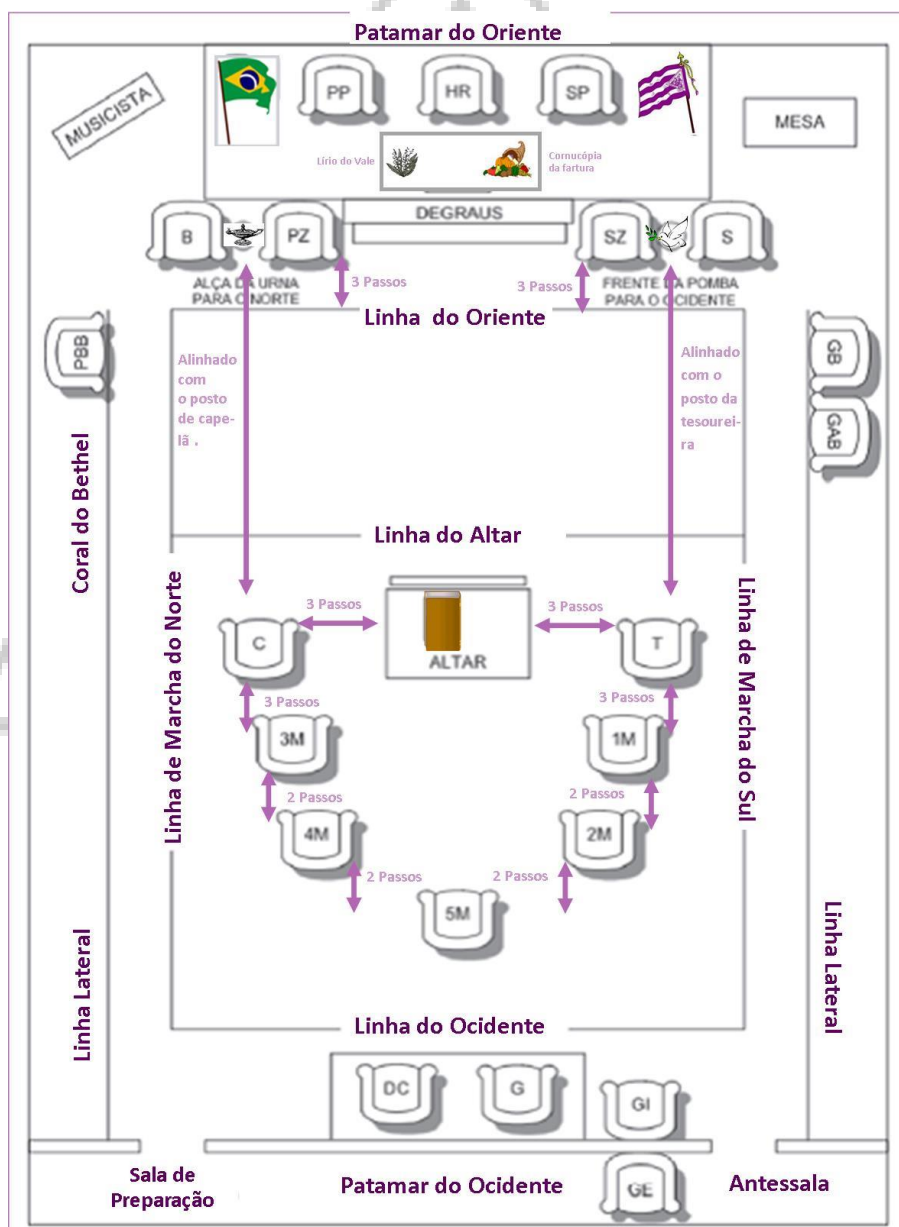 Patamar do Oriente
MUSICISTA
PP
HR
SP
MESA
Lírio do Vale
Cornucópia
da fartura
DEGRAUS
B
PZ
SZ
S
ALÇA DA URNA
PARA O NORTE
3 Passos
3 Passos
FRENTE DA POMBA
PARA O OCIDENTE
Linha do Oriente
PBB
GB
GAB
Alinhado
com
o posto
de cape-
lã .
Alinhado
com o
posto da
tesourei-
ra
Coral do Bethel
Linha do Altar
Linha de Marcha do Norte
Linha de Marcha do Sul
3 Passos
3 Passos
C
ALTAR
T
3 Passos
3 Passos
3M
1M
2 Passos
2 Passos
4M
2M
2 Passos
2 Passos
5M
Linha Lateral
Linha Lateral
Linha do Ocidente
DC
G
GI
Sala de
Preparação
Patamar do Ocidente
GE
Antessala